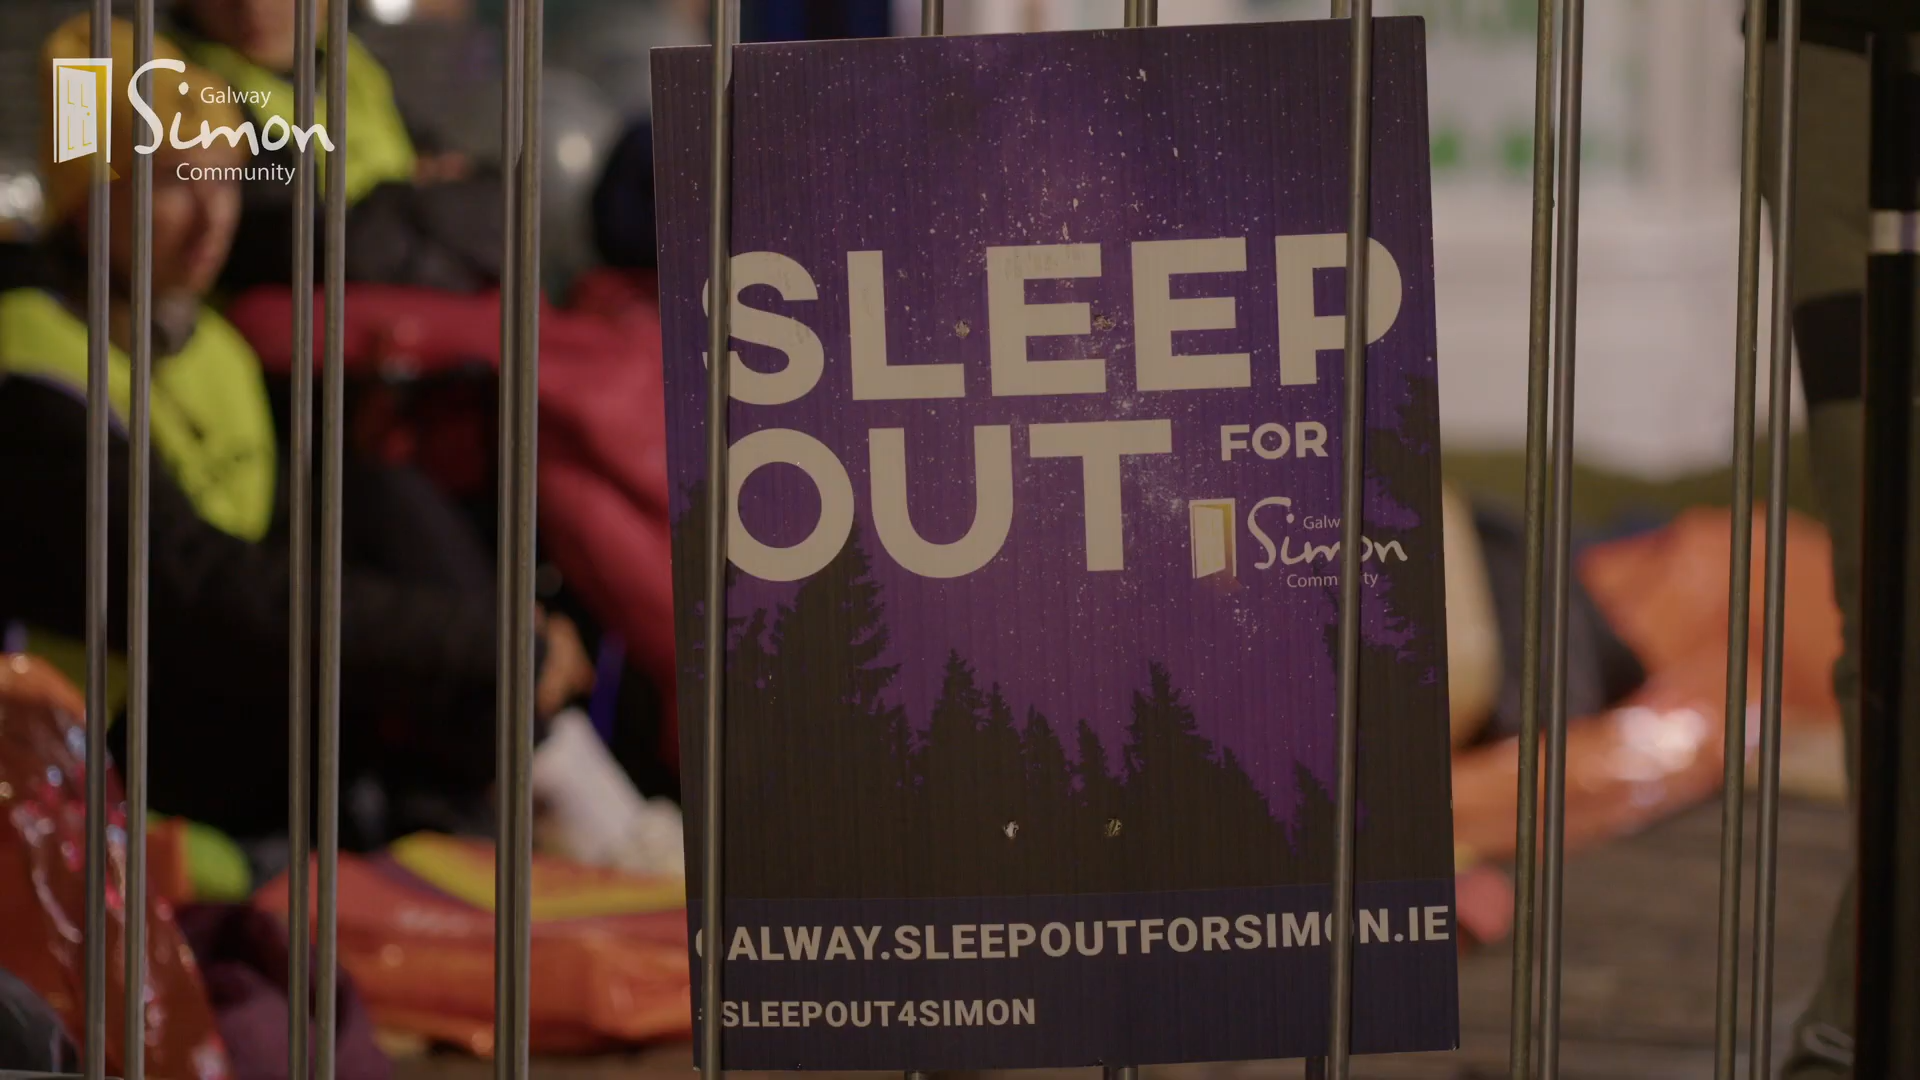 Galway
Simon
Community
SLEEP
OUT FOR
Galway
Simon
Community
GALWAY.SLEEPOUTFORSIMON.IE
#SLEEPOUT4SIMON